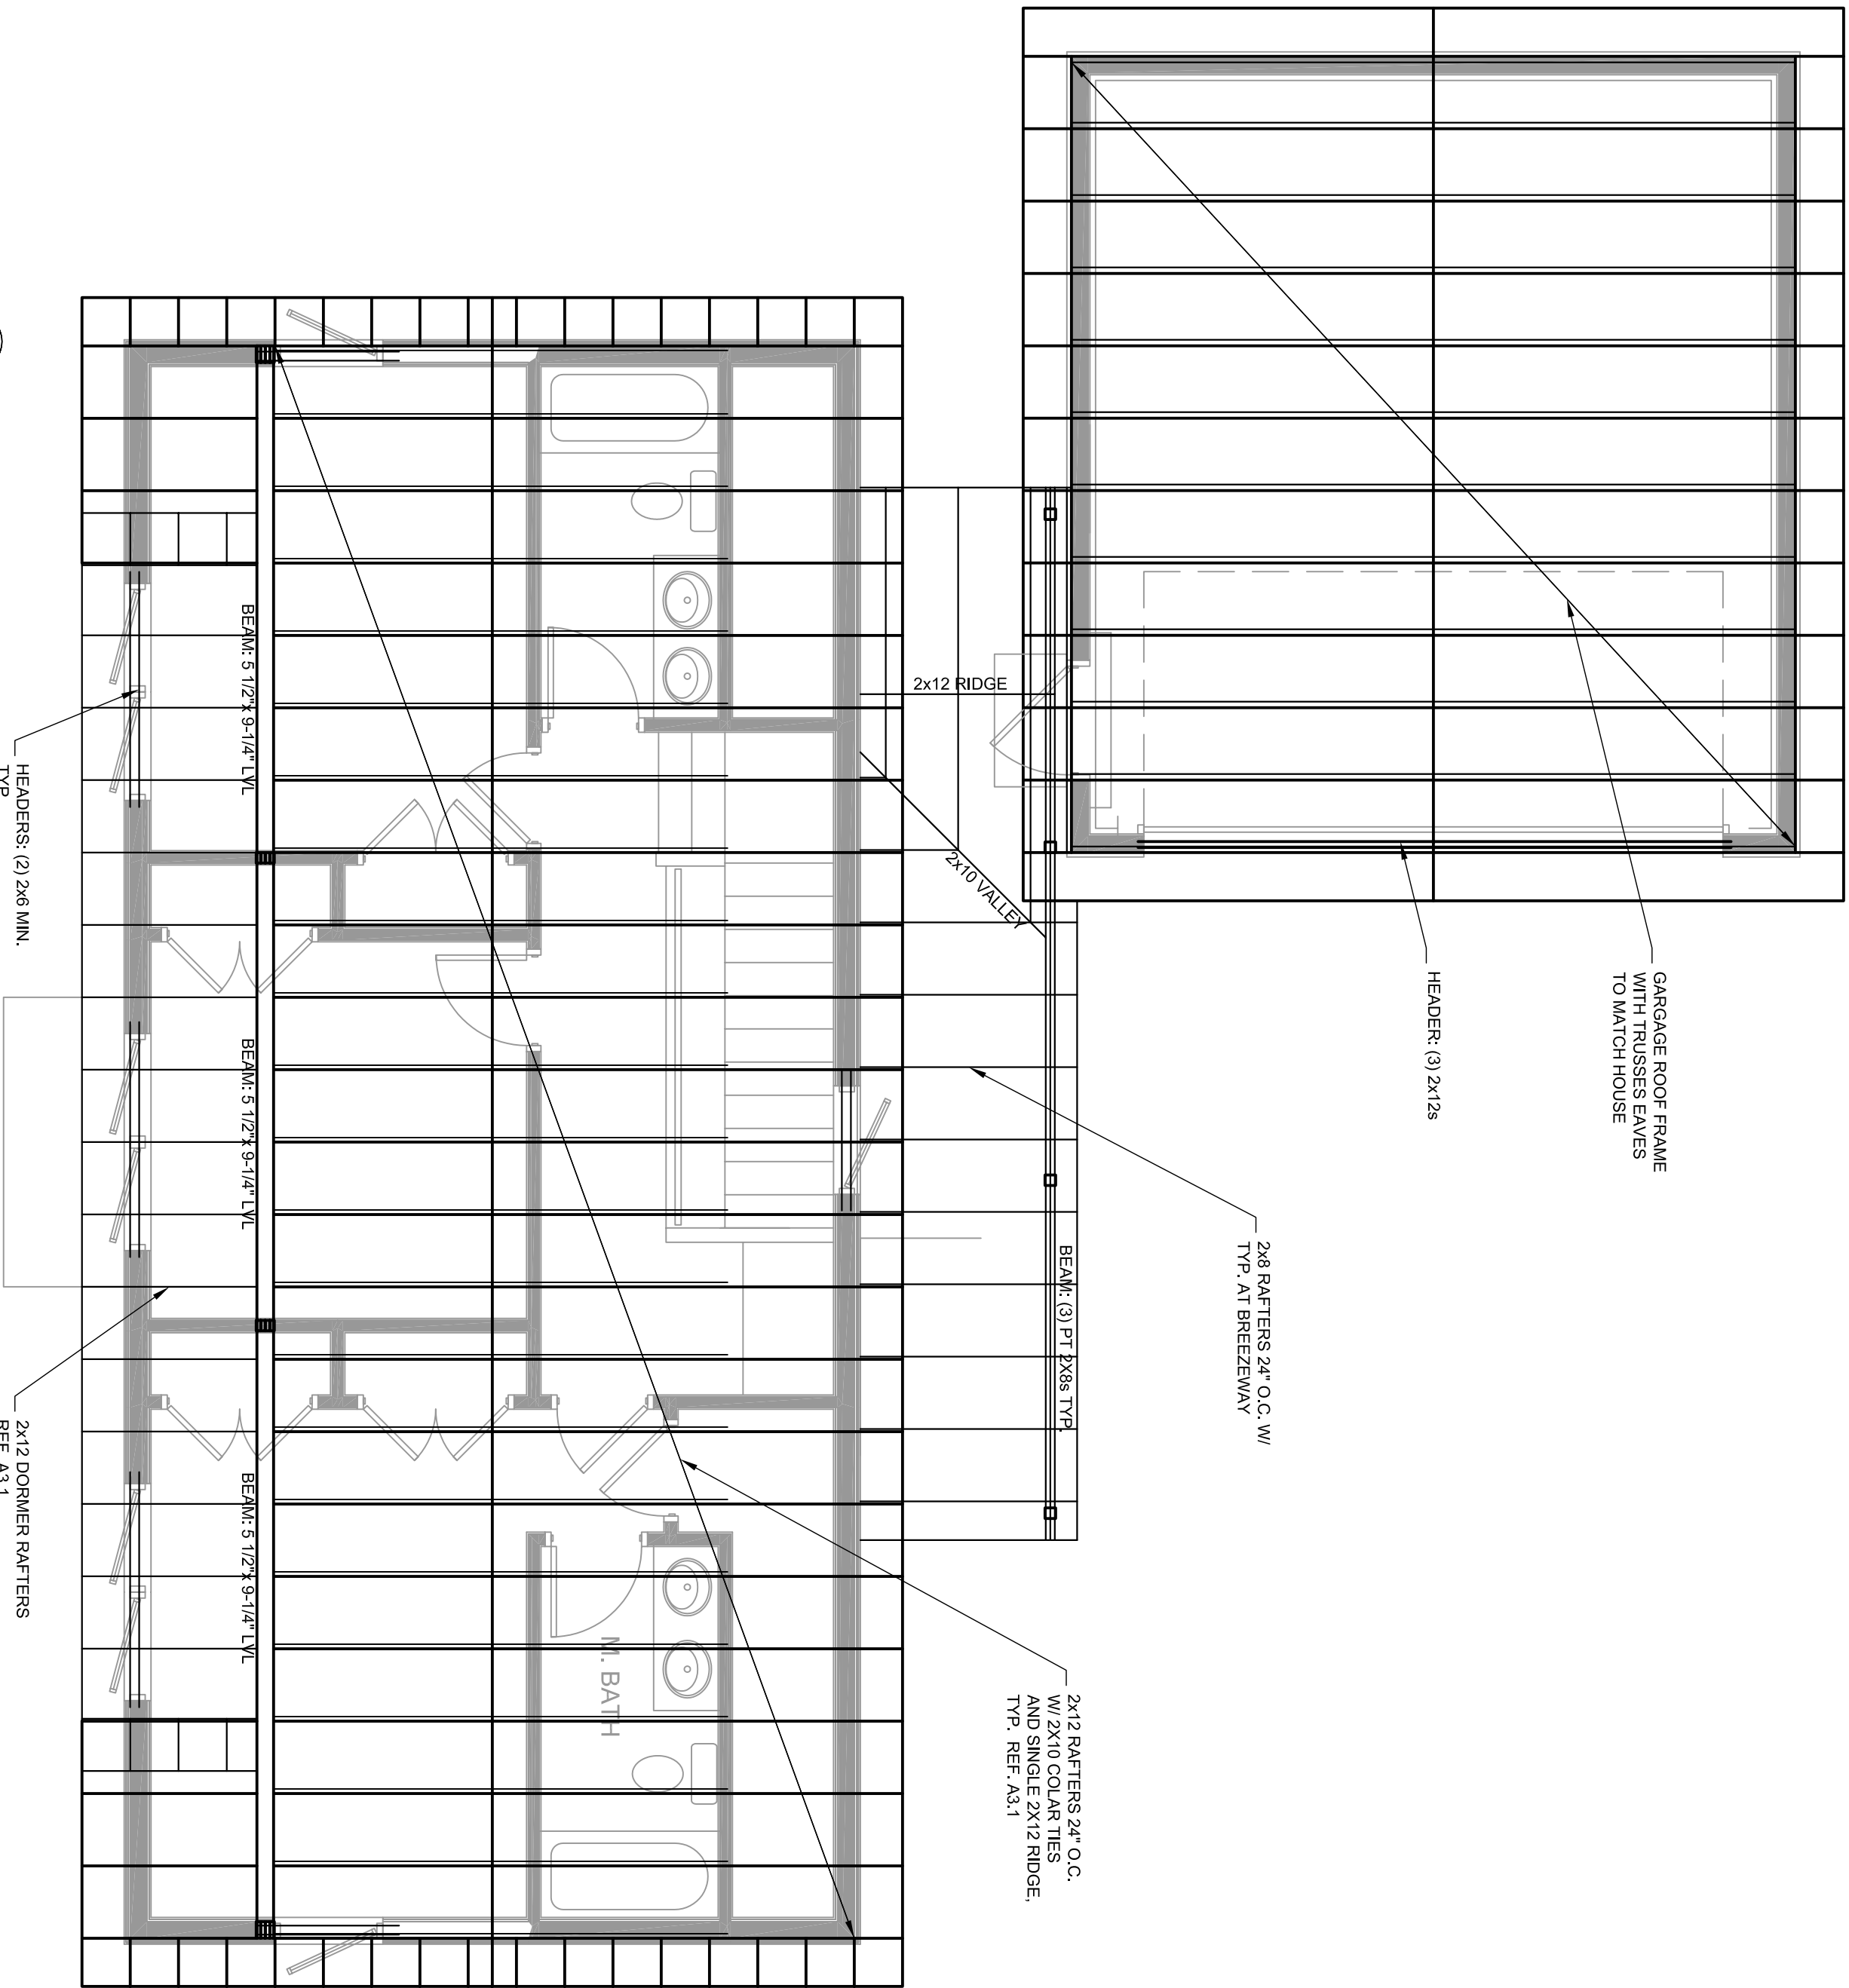 GARGAGE ROOF FRAME
WITH TRUSSES EAVES
TO MATCH HOUSE
HEADER: (3) 2x12s
2x8 RAFTERS 24" O.C. W/
TYP. AT BREEZEWAY
BEAM: (3) PT 2X8s TYP.
2x12 RAFTERS 24" O.C.
W/ 2X10 COLAR TIES
AND SINGLE 2X12 RIDGE,
TYP. REF. A3.1
2x12 RIDGE
2x10 VALLEY
M. BATH
BEAM: 5 1/2"x 9-1/4" LVL
BEAM: 5 1/2"x 9-1/4" LVL
BEAM: 5 1/2"x 9-1/4" LVL
HEADERS: (2) 2x6 MIN.
TYP
2x12 DORMER RAFTERS
REF. A3.1